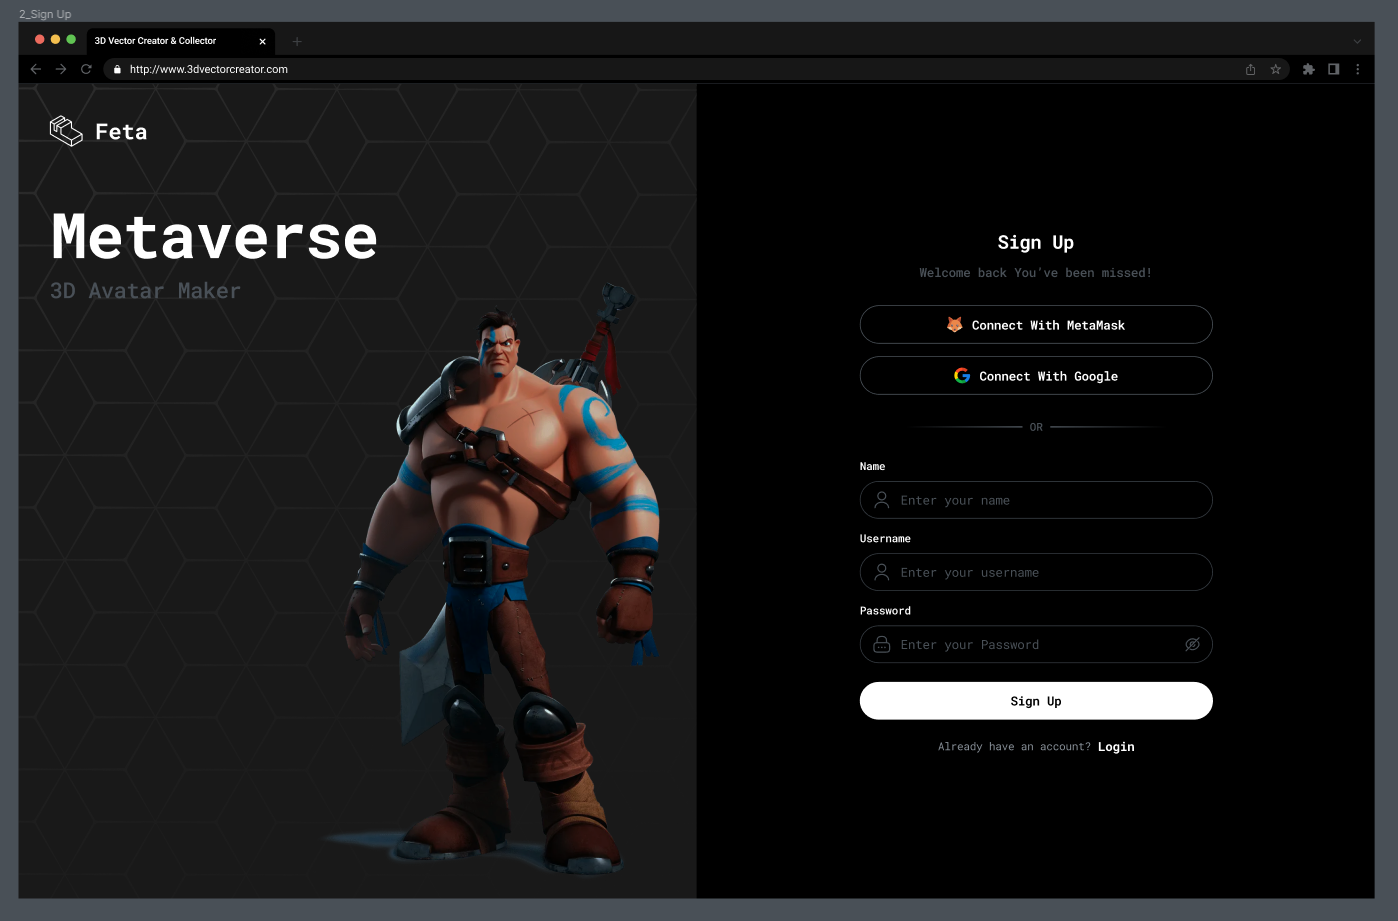 2_Sign Up
3D Vector Creator & Collector
http://www.3dvectorcreator.com
Feta
Metaverse
3D Avatar Maker
Sign Up
Welcome back You've been missed!
Connect With MetaMask
Connect With Google
OR
Name
Enter your name
Username
Enter your username
Password
Enter your Password
Sign Up
Already have an account? Login